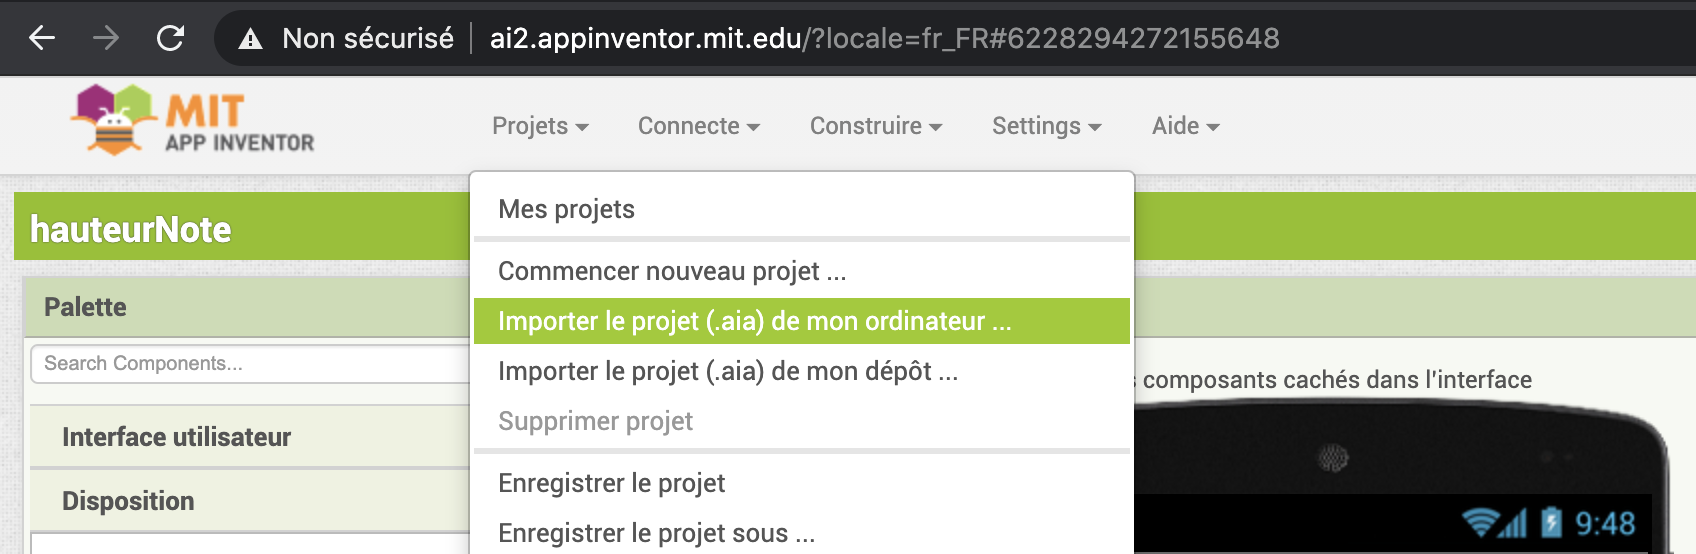 Non sécurisé ai2.appinventor.mit.edu/?locale=fr_FR#6228294272155648
MIT
APP INVENTOR
Projets Connecte Construire Settings Aide
hauteurNote
Mes projets
Commencer nouveau projet ...
Importer le projet (.aia) de mon ordinateur ...
Importer le projet (.aia) de mon dépôt ...
Supprimer projet
Enregistrer le projet
Enregistrer le projet sous ...
Palette
Search Components...
Interface utilisateur
Disposition
composants cachés dans l'interface
9:48